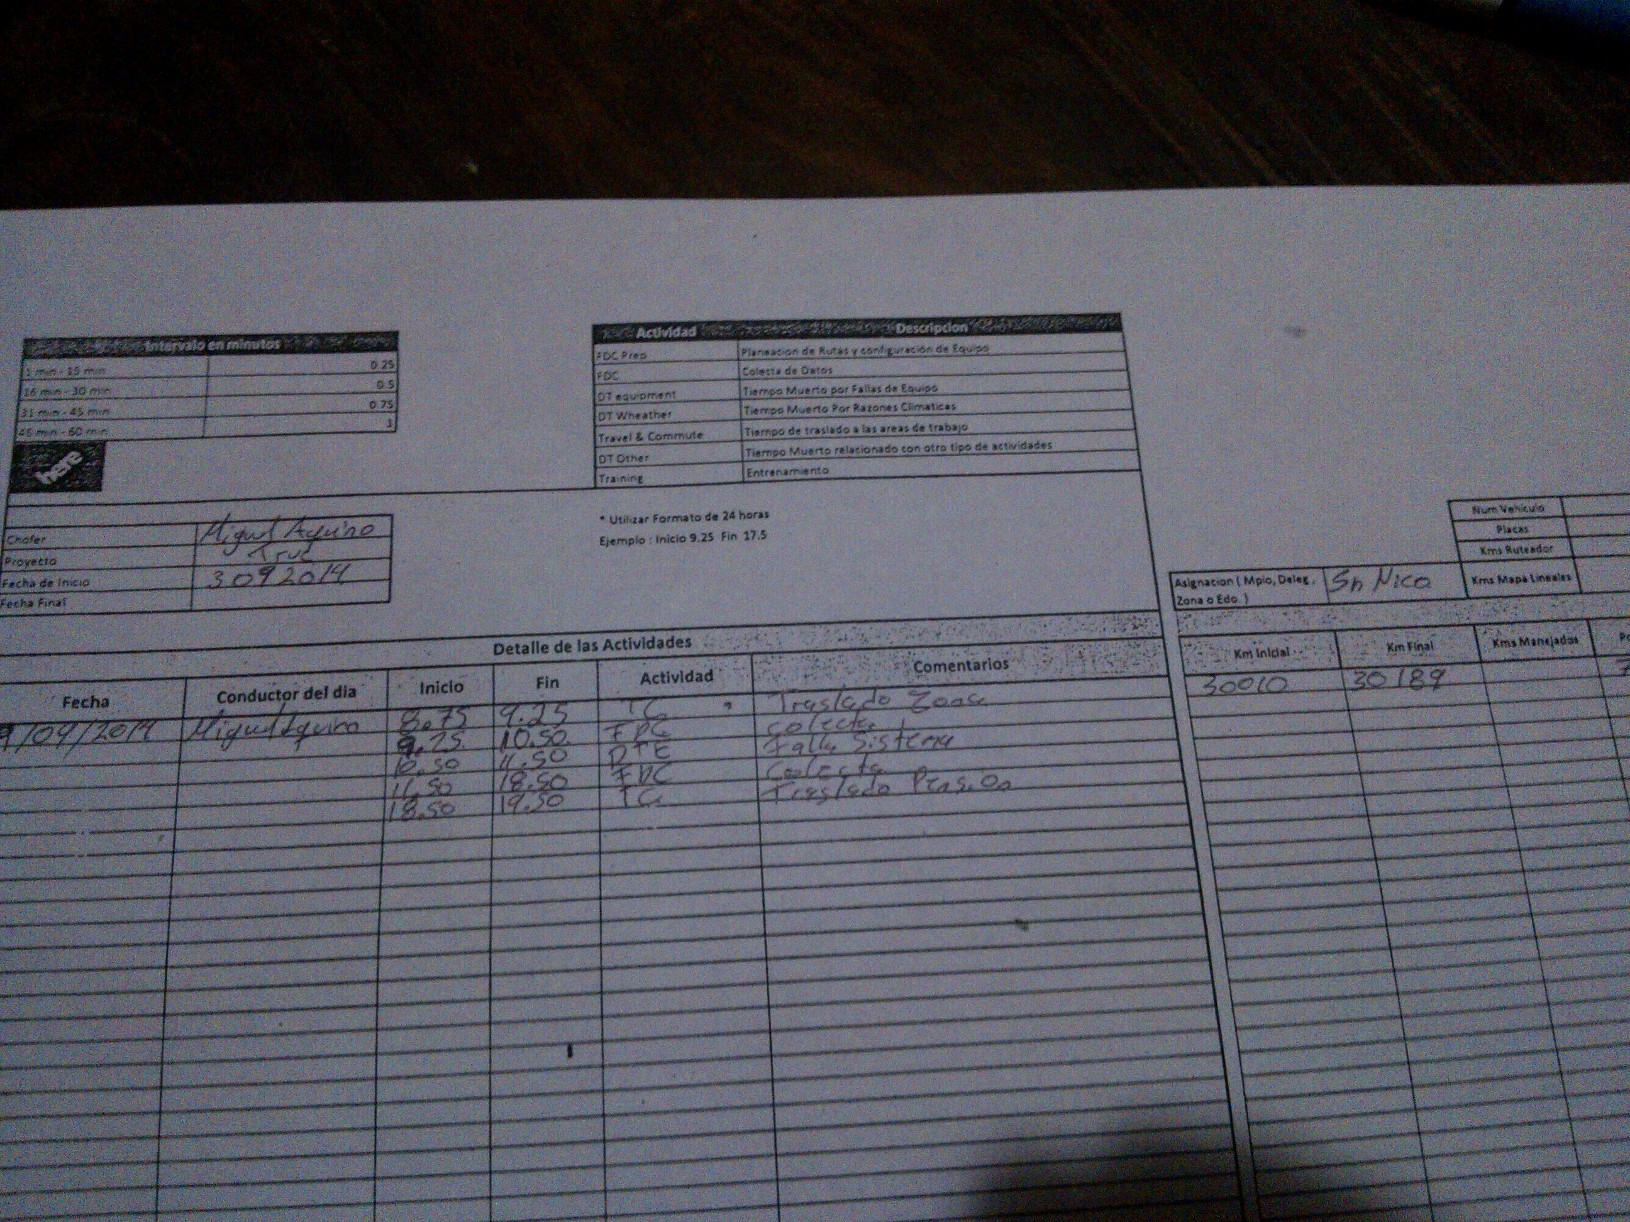 Intervalo en minutos
1 min - 15 min 0.25
16 min - 30 min 0.5
31 min - 45 min 0.75
46 min - 60 min 1
here
Actividad Descripcion
FDC Prep Planeacion de Rutas y configuración de Equipo
FDC Colecta de Datos
DT equipment Tiempo Muerto por Fallas de Equipo
DT Wheather Tiempo Muerto Por Razones Climaticas
Travel & Commute Tiempo de traslado a las areas de trabajo
DT Other Tiempo Muerto relacionado con otro tipo de actividades
Training Entrenamiento
* Utilizar Formato de 24 horas
Ejemplo : Inicio 9.25 Fin 17.5
Chofer Miguel Aquino
Proyecto True
Fecha de Inicio 3092014
Fecha Final
Num Vehiculo
Placas
Kms Ruteador
Kms Mapa Lineales
Asignacion ( Mpio, Deleg, Zona o Edo. ) Sn Nico
Detalle de las Actividades
Fecha Conductor del dia Inicio Fin Actividad Comentarios Km Inicial Km Final Kms Manejados
/09/2014 Miguel Aquino 8.75 9.25 TC Traslado Zona 30010 30189
9.25 10.50 FDC colecta
10.50 11.50 DTE Falla Sistema
11.50 18.50 FDC Colecta
18.50 19.50 TC Traslado